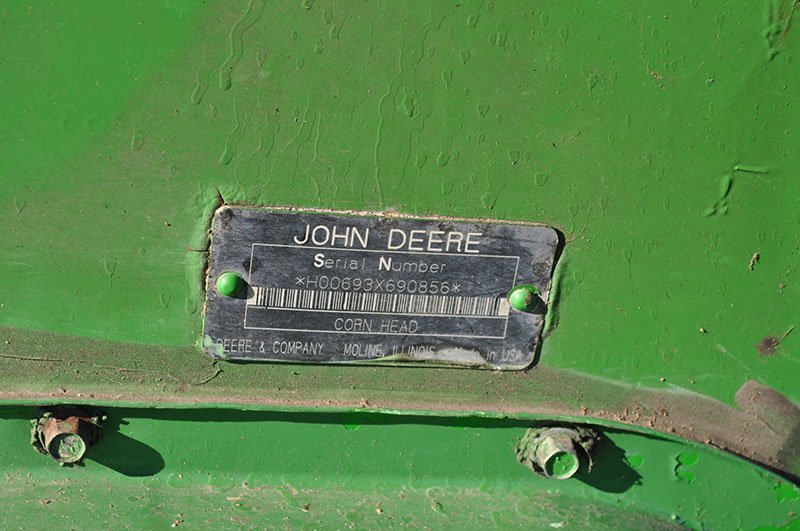 JOHN DEERE
Serial Number
*H00693X690856*
CORN HEAD
DEERE & COMPANY MOLINE, ILLINOIS in USA